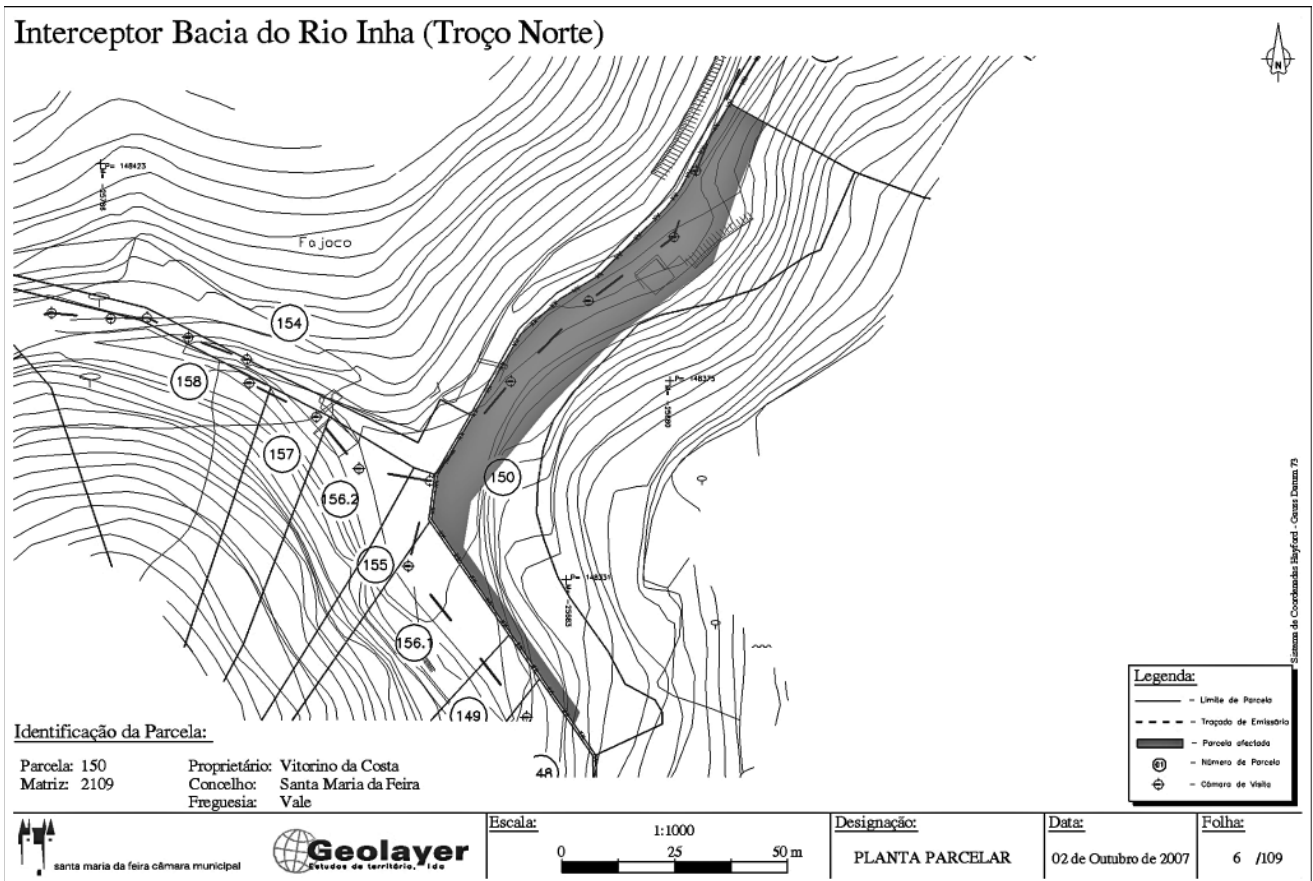 Interceptor Bacia do Rio Inha (Troço Norte)
N
P= 148423
Fajoco
154
158
P= 148375
157
150
156.2
155
156.1
149
48
Sistema de Coordenadas Hayford - Gauss Datum 73
Legenda:
- Limite de Parcela
- Traçado de Emissário
- Parcela afectada
01 - Número de Parcela
- Câmara de Visita
Identificação da Parcela:
Parcela: 150
Matriz: 2109
Proprietário: Vitorino da Costa
Concelho: Santa Maria da Feira
Freguesia: Vale
santa maria da feira câmara municipal
Geolayer
Estudos de território, lda
Escala:
1:1000
0 25 50 m
Designação:
PLANTA PARCELAR
Data:
02 de Outubro de 2007
Folha:
6 /109